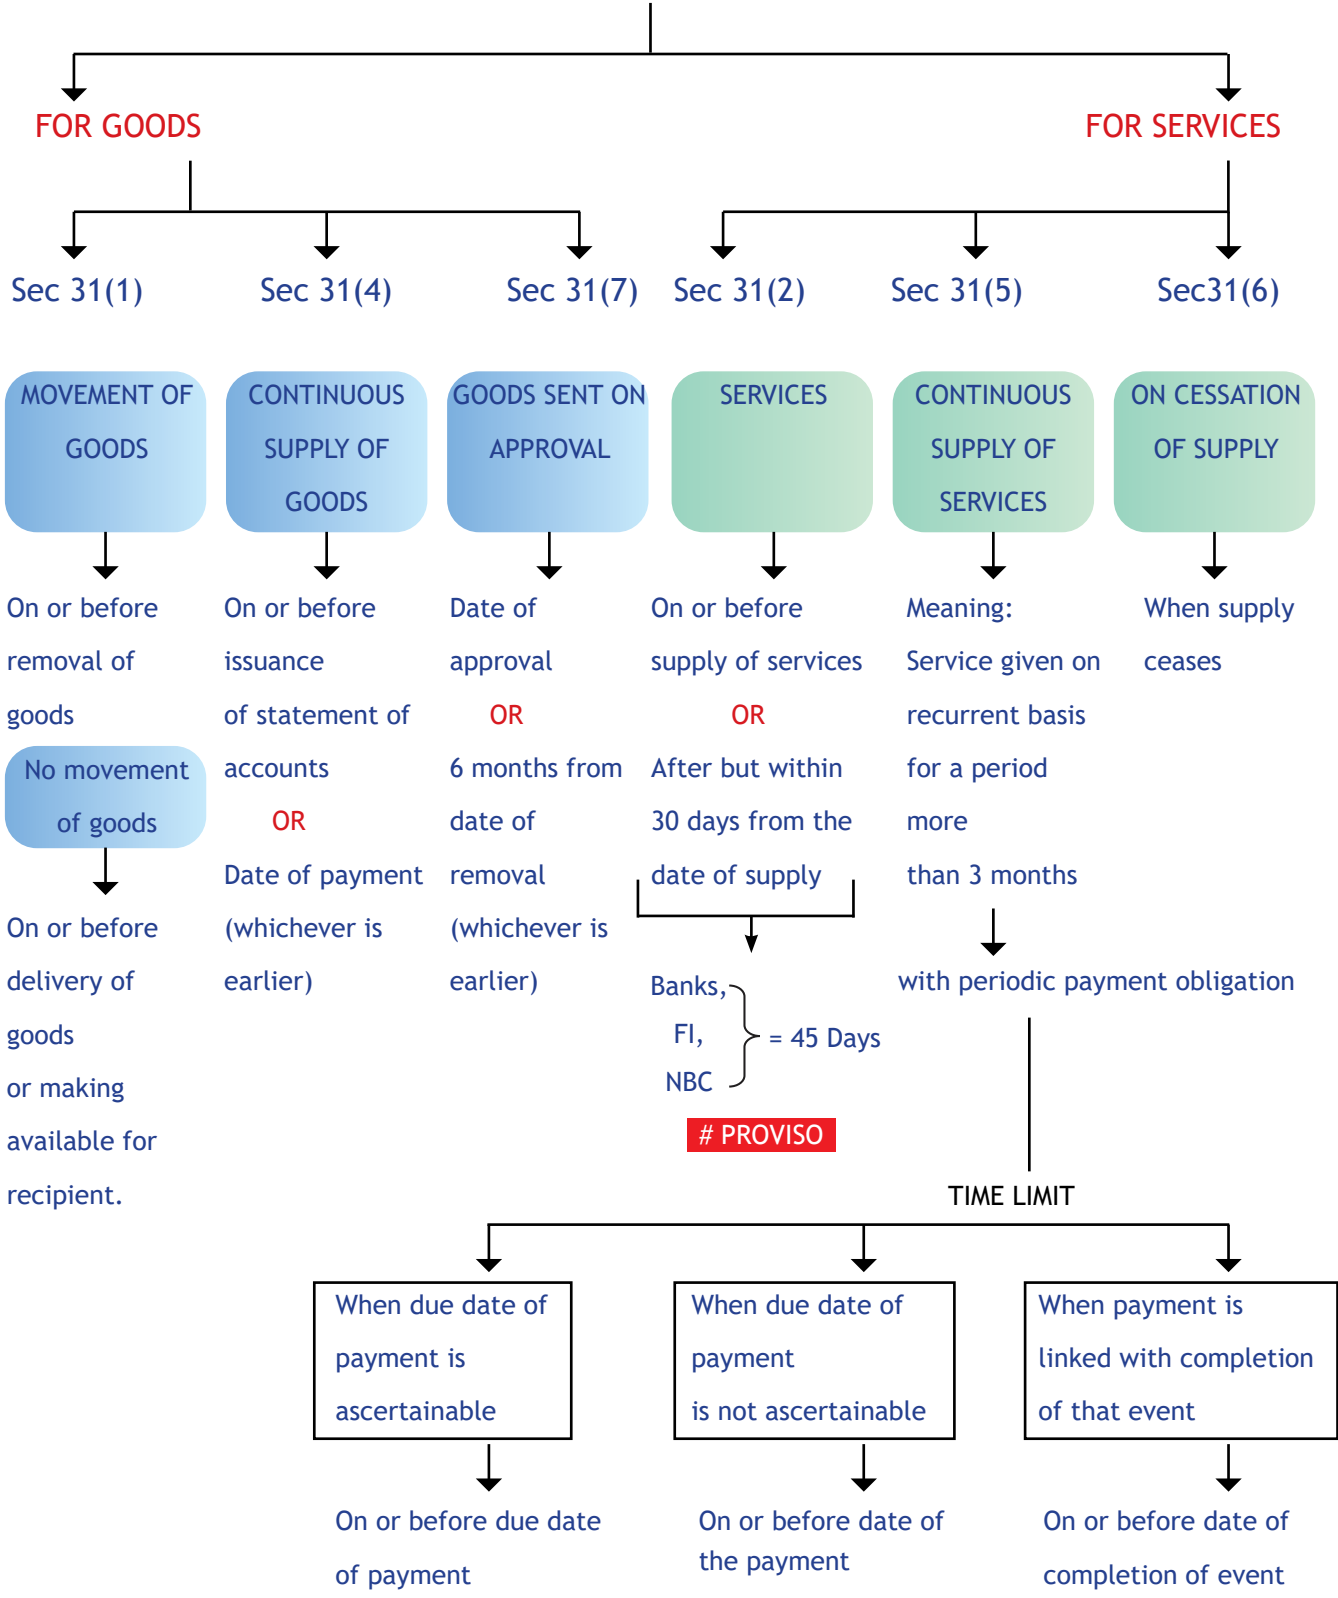 FOR GOODS
FOR SERVICES
Sec 31(1)
Sec 31(4)
Sec 31(7)
Sec 31(2)
Sec 31(5)
Sec31(6)
MOVEMENT OF
GOODS
CONTINUOUS
SUPPLY OF
GOODS
GOODS SENT ON
APPROVAL
SERVICES
CONTINUOUS
SUPPLY OF
SERVICES
ON CESSATION
OF SUPPLY
On or before
removal of
goods
No movement
of goods
On or before
delivery of
goods
or making
available for
recipient.
On or before
issuance
of statement of
accounts
OR
Date of payment
(whichever is
earlier)
Date of
approval
OR
6 months from
date of
removal
(whichever is
earlier)
On or before
supply of services
OR
After but within
30 days from the
date of supply
Banks,
FI,
NBC
= 45 Days
# PROVISO
Meaning:
Service given on
recurrent basis
for a period
more
than 3 months
with periodic payment obligation
When supply
ceases
TIME LIMIT
When due date of
payment is
ascertainable
On or before due date
of payment
When due date of
payment
is not ascertainable
On or before date of
the payment
When payment is
linked with completion
of that event
On or before date of
completion of event